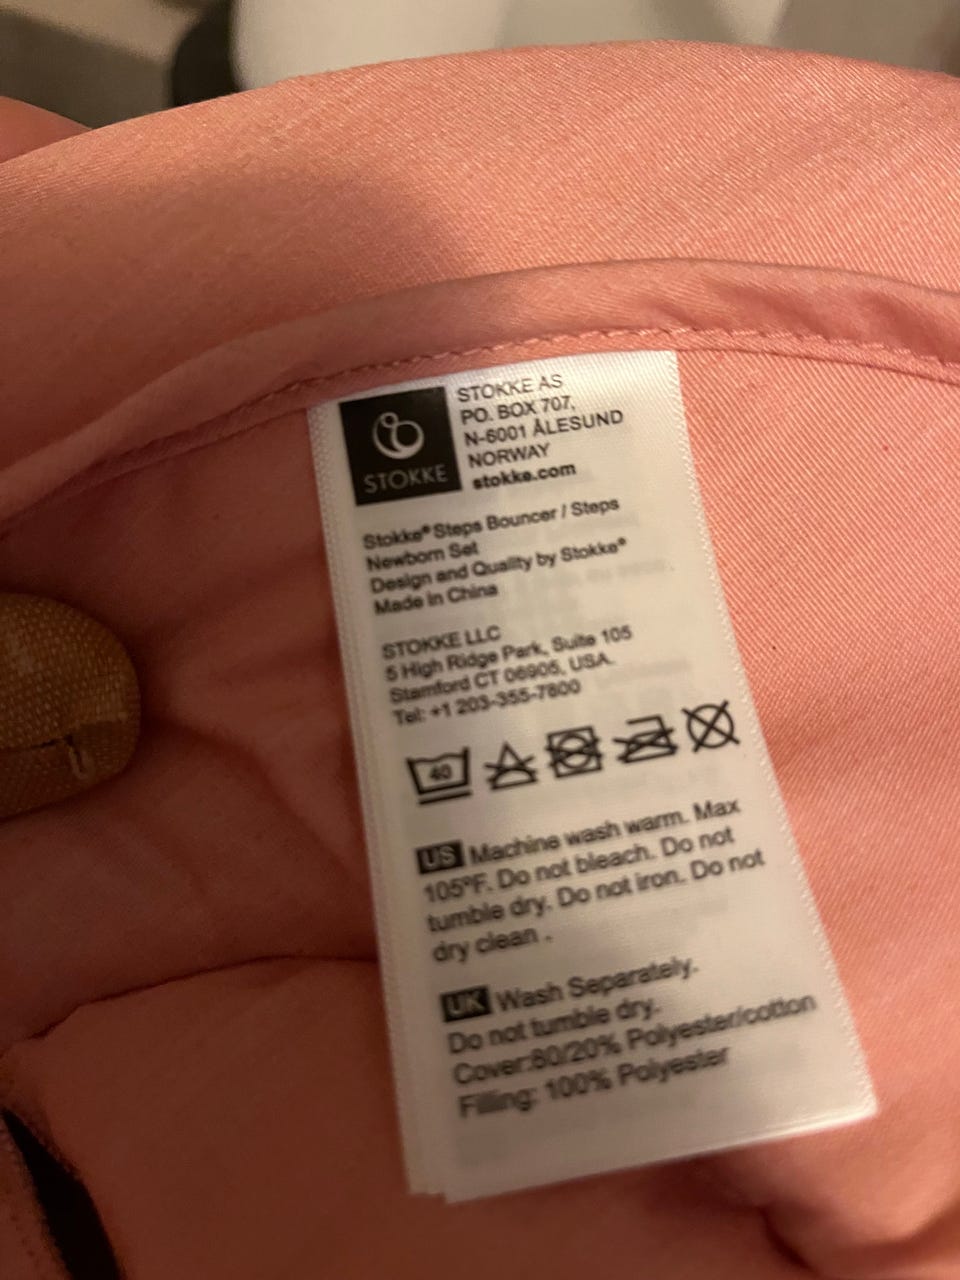 STOKKE
STOKKE AS
PO. BOX 707,
N-6001 ÅLESUND
NORWAY
stokke.com
Stokke® Steps Bouncer / Steps
Newborn Set
Design and Quality by Stokke®
Made in China
STOKKE LLC
5 High Ridge Park, Suite 105
Stamford CT 06905, USA.
Tel: +1 203-355-7800
40
US Machine wash warm. Max
105ºF. Do not bleach. Do not
tumble dry. Do not iron. Do not
dry clean .
UK Wash Separately.
Do not tumble dry.
Cover:80/20% Polyester/cotton
Filling: 100% Polyester